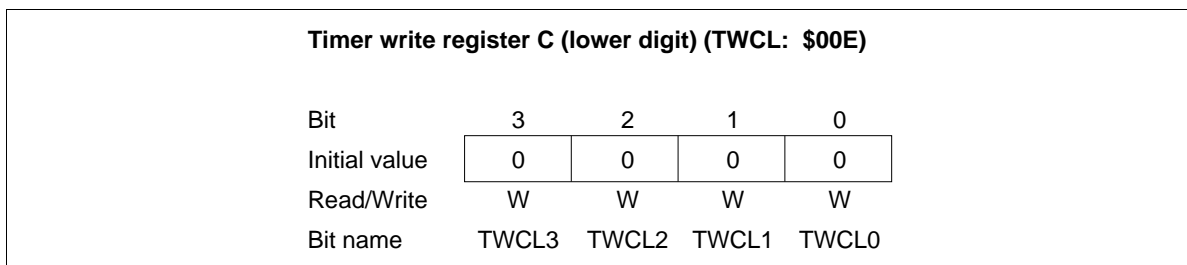 Timer write register C (lower digit) (TWCL: $00E)
Bit 3 2 1 0
Initial value 0 0 0 0
Read/Write W W W W
Bit name TWCL3 TWCL2 TWCL1 TWCL0